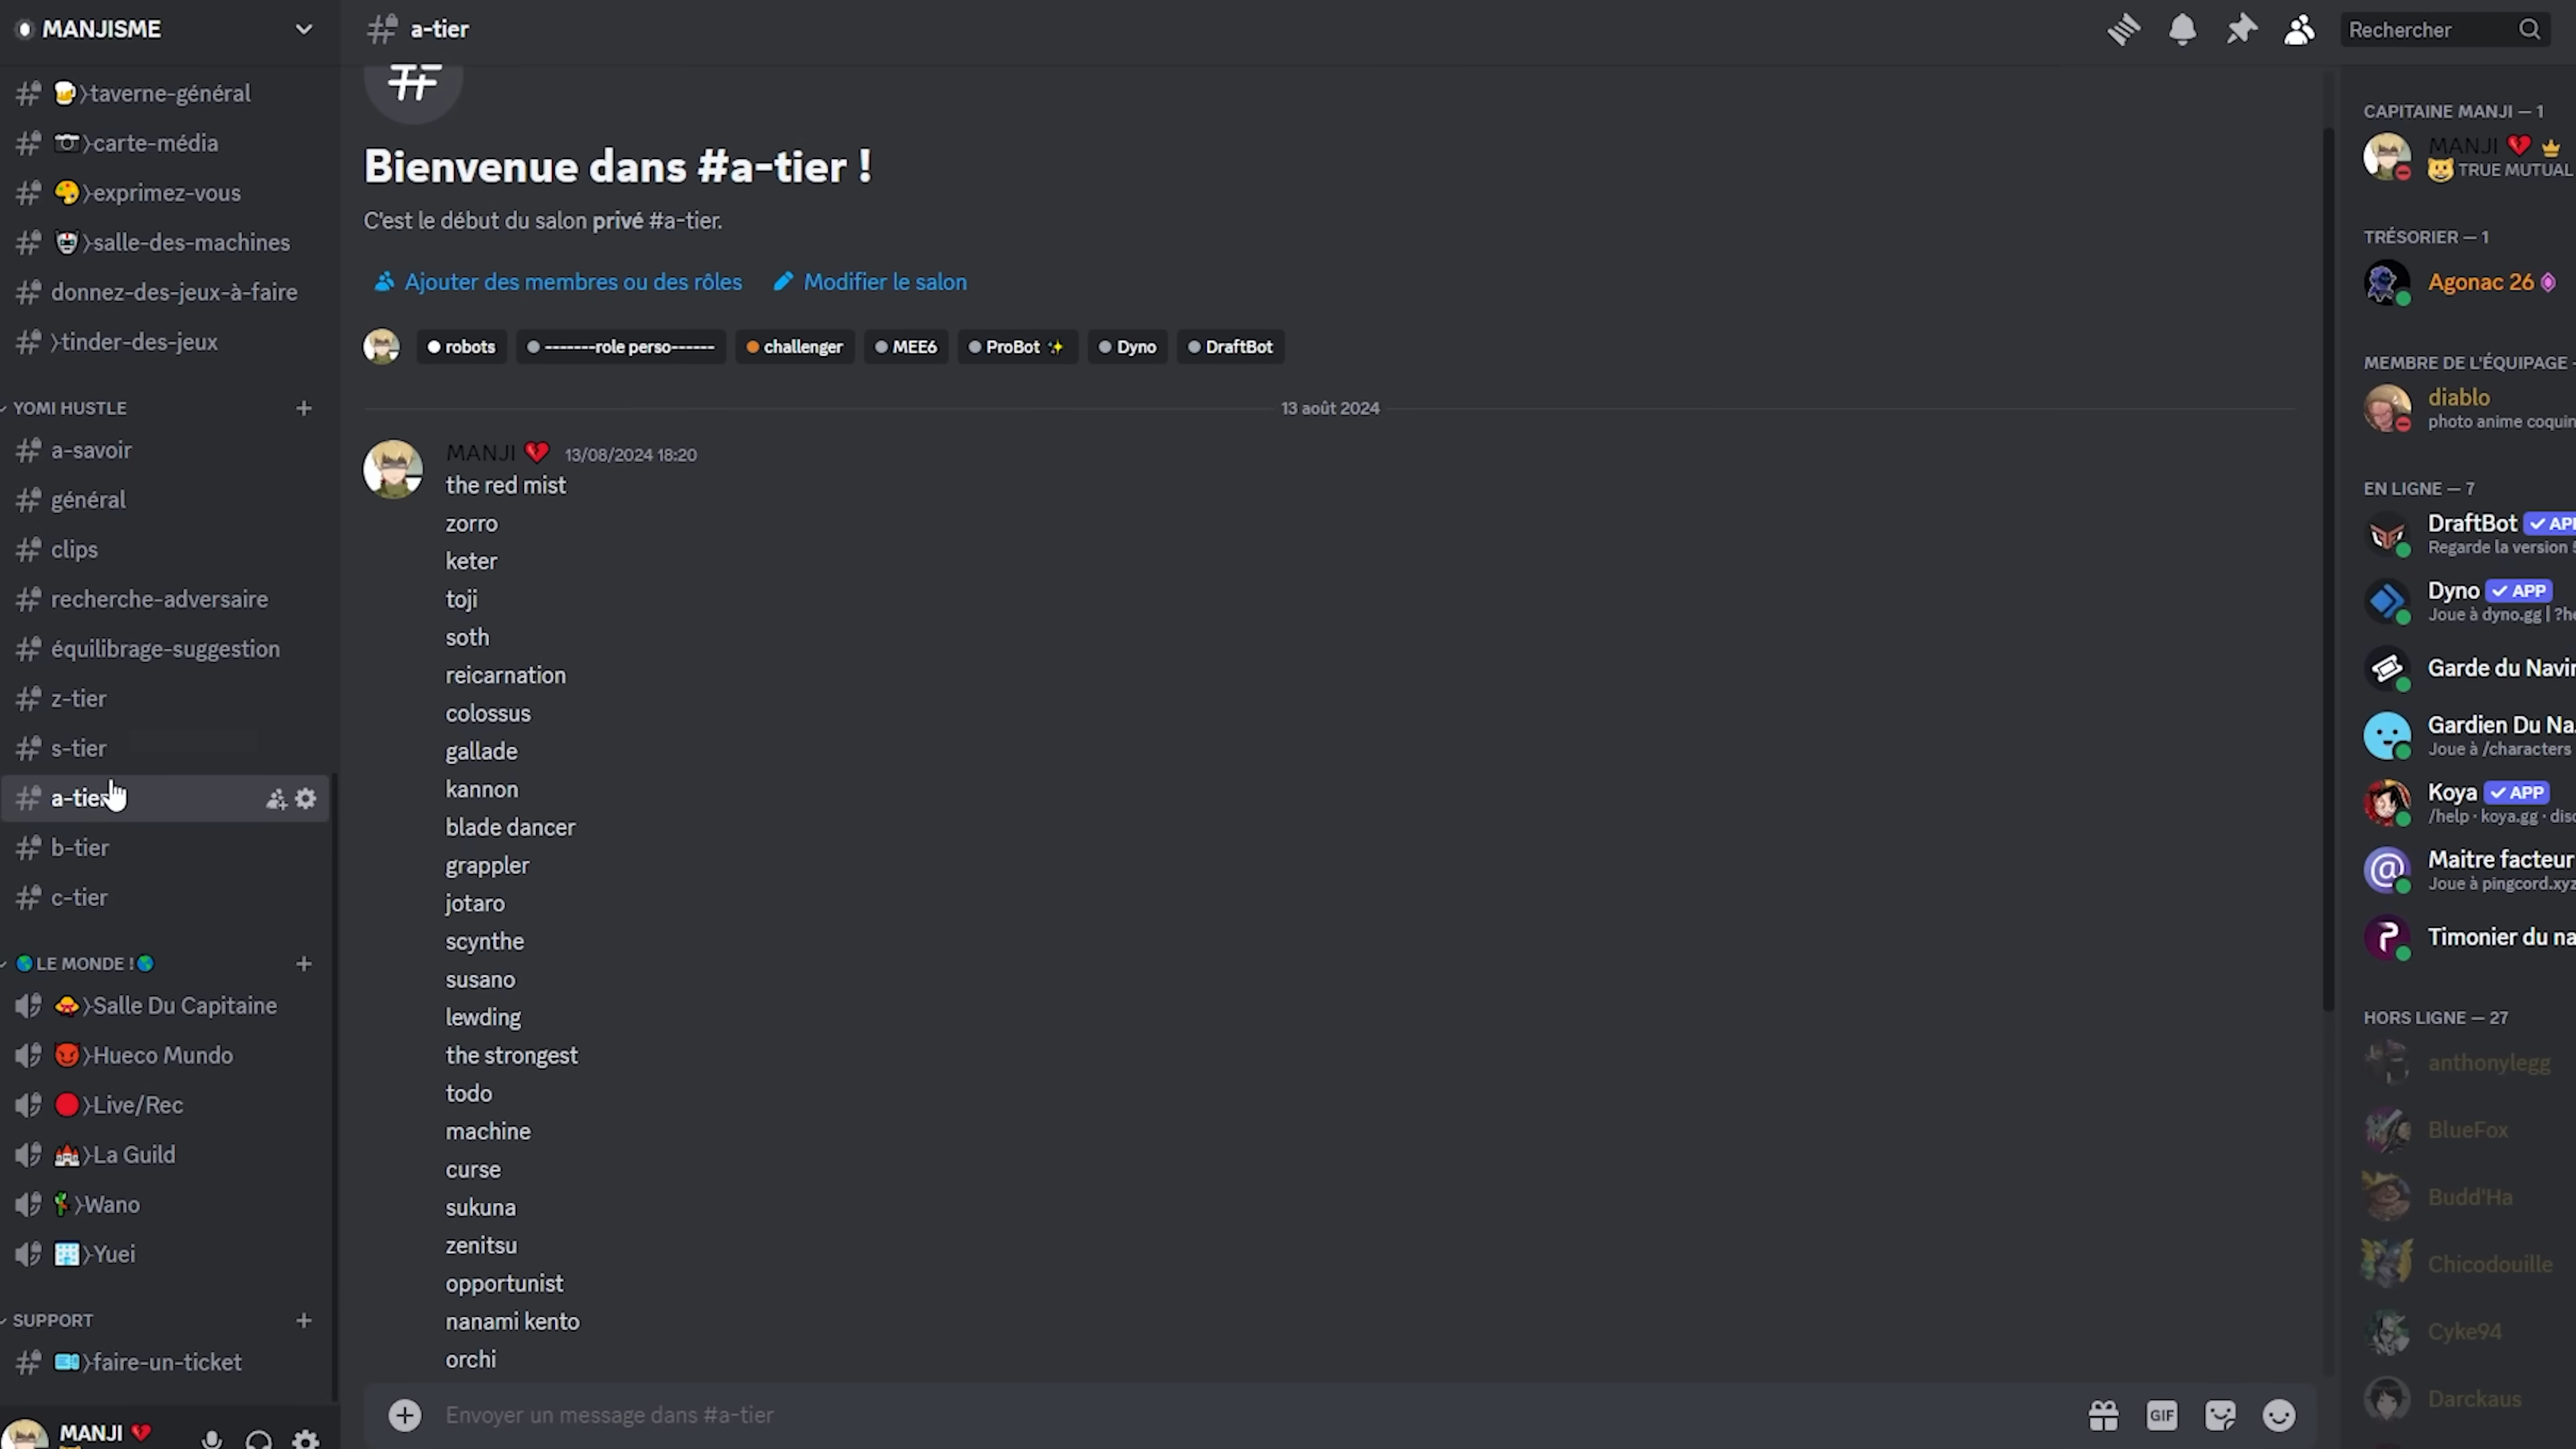 MANJISME
taverne-général
carte-média
exprimez-vous
salle-des-machines
donnez-des-jeux-à-faire
tinder-des-jeux
YOMI HUSTLE
a-savoir
général
clips
recherche-adversaire
équilibrage-suggestion
z-tier
s-tier
a-tier
b-tier
c-tier
LE MONDE !
Salle Du Capitaine
Hueco Mundo
Live/Rec
La Guild
Wano
Yuei
SUPPORT
faire-un-ticket
MANJI
a-tier
Rechercher
Bienvenue dans #a-tier !
C'est le début du salon privé #a-tier.
Ajouter des membres ou des rôles Modifier le salon
robots -------role perso------ challenger MEE6 ProBot Dyno DraftBot
13 août 2024
MANJI 13/08/2024 18:20
the red mist
zorro
keter
toji
soth
reicarnation
colossus
gallade
kannon
blade dancer
grappler
jotaro
scynthe
susano
lewding
the strongest
todo
machine
curse
sukuna
zenitsu
opportunist
nanami kento
orchi
Envoyer un message dans #a-tier
GIF
CAPITAINE MANJI — 1
MANJI
TRUE MUTUAL
TRÉSORIER — 1
Agonac 26
MEMBRE DE L'ÉQUIPAGE
diablo
photo anime coquin
EN LIGNE — 7
DraftBot
Regarde la version
Dyno APP
Joue à dyno.gg | ?he
Garde du Navir
Gardien Du Na
Joue à /characters
Koya APP
/help · koya.gg · disc
Maitre facteur
Joue à pingcord.xyz
Timonier du na
HORS LIGNE — 27
anthonylegg
BlueFox
Budd'Ha
Chicodouille
Cyke94
Darckaus